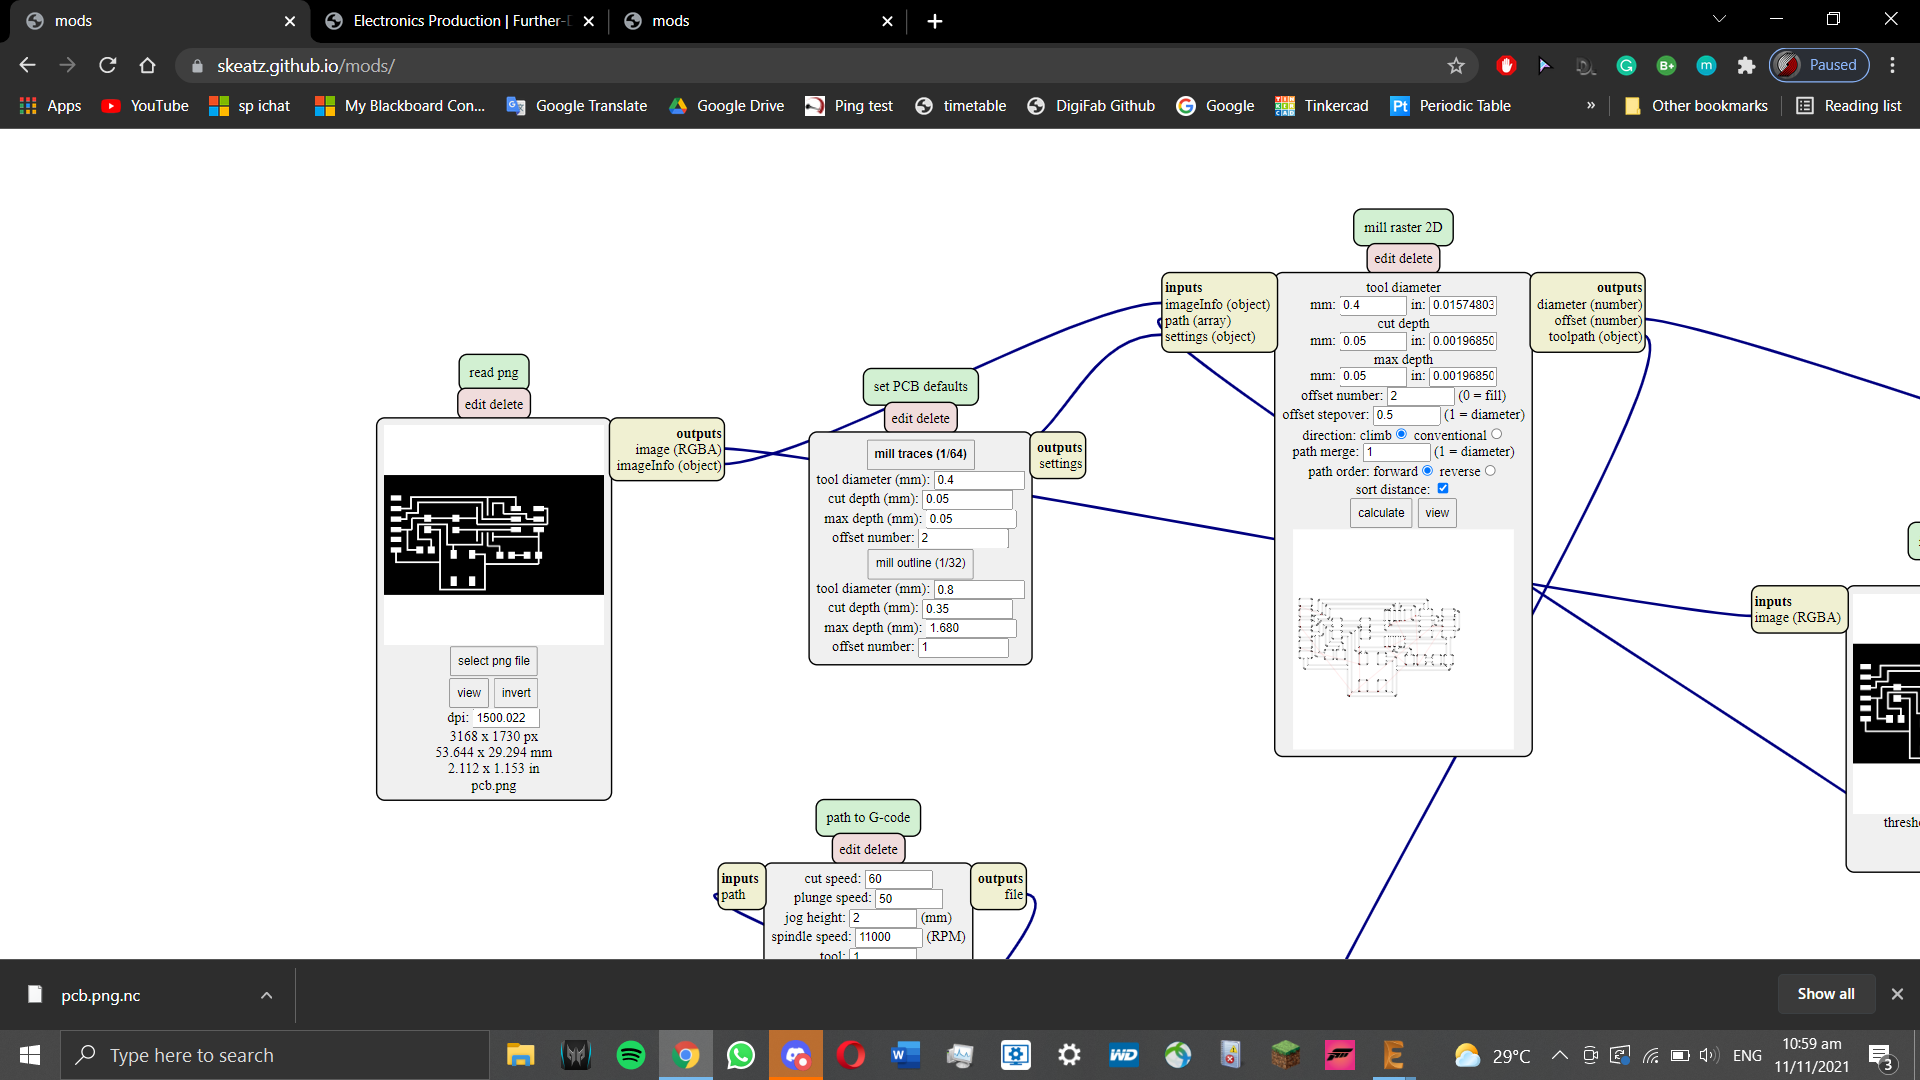 mods
Electronics Production | Further-
mods
skeatz.github.io/mods/
Paused
Apps
YouTube
sp ichat
My Blackboard Con...
Google Translate
Google Drive
Ping test
timetable
DigiFab Github
Google
Tinkercad
Periodic Table
»
Other bookmarks
Reading list
read png
edit delete
outputs
image (RGBA)
imageInfo (object)
select png file
view invert
dpi: 1500.022
3168 x 1730 px
53.644 x 29.294 mm
2.112 x 1.153 in
pcb.png
set PCB defaults
edit delete
mill traces (1/64)
tool diameter (mm): 0.4
cut depth (mm): 0.05
max depth (mm): 0.05
offset number: 2
mill outline (1/32)
tool diameter (mm): 0.8
cut depth (mm): 0.35
max depth (mm): 1.680
offset number: 1
outputs
settings
mill raster 2D
edit delete
inputs
imageInfo (object)
path (array)
settings (object)
tool diameter
mm: 0.4 in: 0.01574803
cut depth
mm: 0.05 in: 0.00196850
max depth
mm: 0.05 in: 0.00196850
offset number: 2 (0 = fill)
offset stepover: 0.5 (1 = diameter)
direction: climb conventional
path merge: 1 (1 = diameter)
path order: forward reverse
sort distance:
calculate view
outputs
diameter (number)
offset (number)
toolpath (object)
inputs
image (RGBA)
path to G-code
edit delete
inputs
path
cut speed: 60
plunge speed: 50
jog height: 2 (mm)
spindle speed: 11000 (RPM)
tool: 1
outputs
file
pcb.png.nc
Show all
Type here to search
29°C
ENG
10:59 am
11/11/2021
3